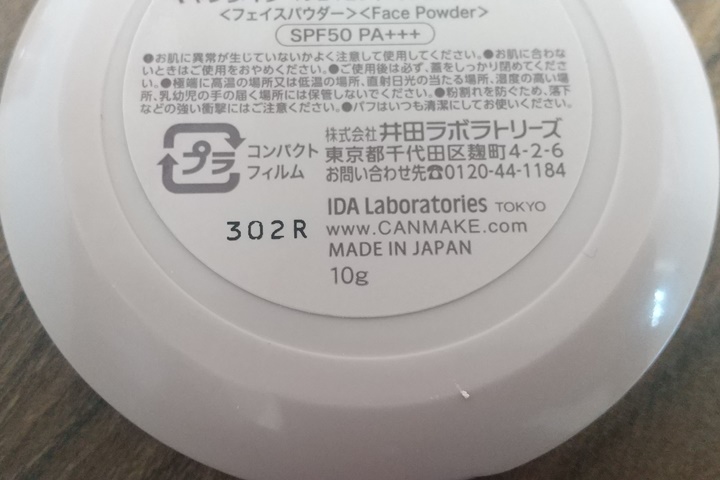 <フェイスパウダー><Face Powder>
SPF50 PA+++
●お肌に異常が生じていないかよく注意して使用してください。●お肌に合わな
いときはご使用をおやめください。●ご使用後は必ず、蓋をしっかり閉めてくださ
い。●極端に高温の場所又は低温の場所、直射日光の当たる場所、湿度の高い場
所、乳幼児の手の届く場所には保管しないでください。●粉割れを防ぐため、落下
などの強い衝撃にはご注意ください。●パフはいつも清潔にしてお使いください。
プラ
コンパクト
フィルム
株式会社 井田ラボラトリーズ
東京都千代田区麹町4-2-6
お問い合わせ先☎0120-44-1184
IDA Laboratories TOKYO
302R
www.CANMAKE.com
MADE IN JAPAN
10g